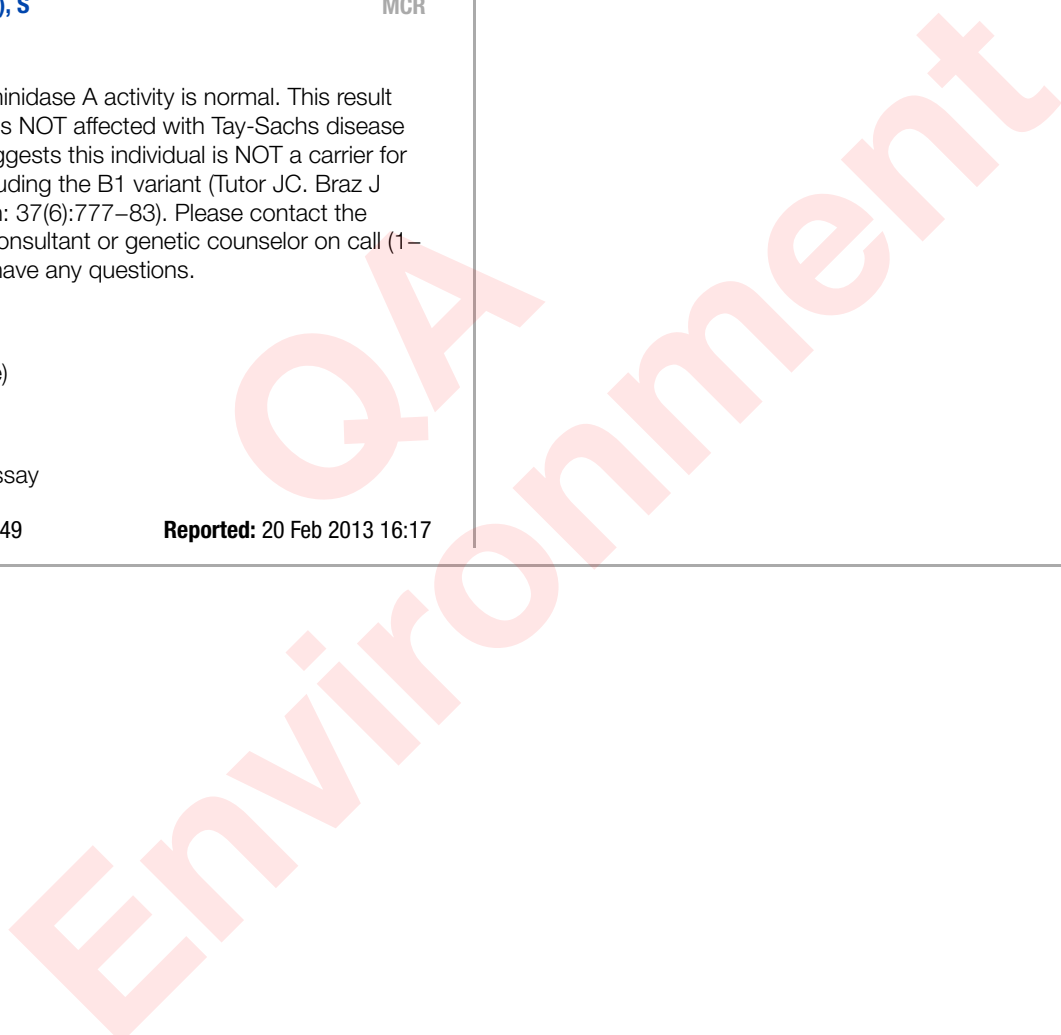 ), S MCR
inidase A activity is normal. This result
s NOT affected with Tay-Sachs disease
ggests this individual is NOT a carrier for
uding the B1 variant (Tutor JC. Braz J
: 37(6):777–83). Please contact the
onsultant or genetic counselor on call (1–
have any questions.
)
ssay
49 Reported: 20 Feb 2013 16:17
QA
Environment